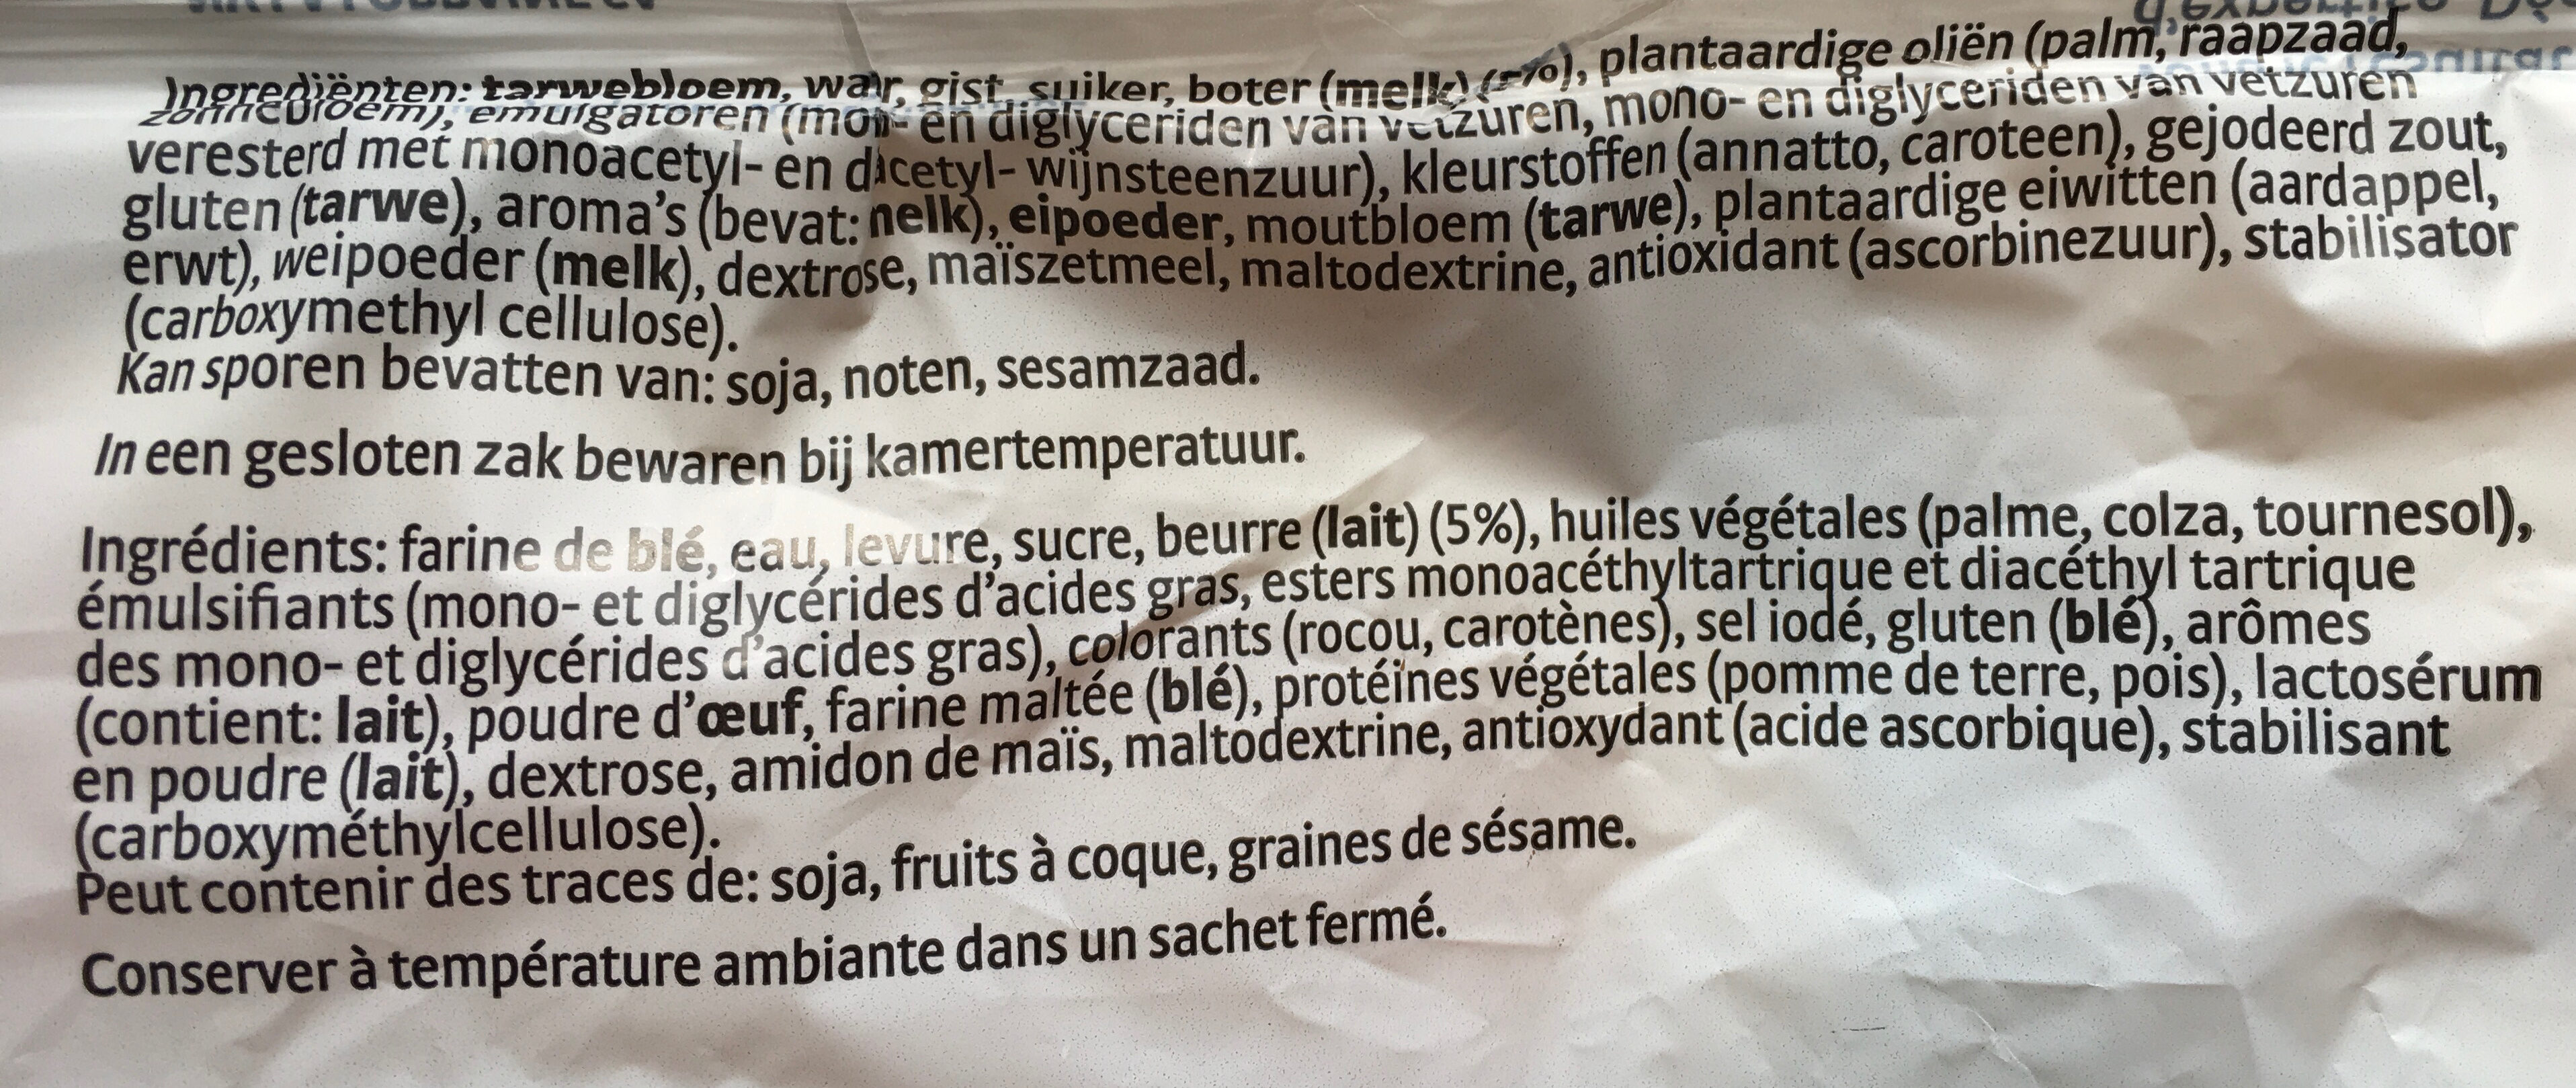 Ingrediënten: tarwebloem, water, gist, suiker, boter (melk) (5%), plantaardige oliën (palm, raapzaad,
zonnebloem), emulgatoren (mono- en diglyceriden van vetzuren, mono- en diglyceriden van vetzuren
veresterd met monoacetyl- en diacetyl- wijnsteenzuur), kleurstoffen (annatto, caroteen), gejodeerd zout,
gluten (tarwe), aroma's (bevat: melk), eipoeder, moutbloem (tarwe), plantaardige eiwitten (aardappel,
erwt), weipoeder (melk), dextrose, maïszetmeel, maltodextrine, antioxidant (ascorbinezuur), stabilisator
(carboxymethyl cellulose).
Kan sporen bevatten van: soja, noten, sesamzaad.
In een gesloten zak bewaren bij kamertemperatuur.
Ingrédients: farine de blé, eau, levure, sucre, beurre (lait) (5%), huiles végétales (palme, colza, tournesol),
émulsifiants (mono- et diglycérides d'acides gras, esters monoacéthyltartrique et diacéthyl tartrique
des mono- et diglycérides d'acides gras), colorants (rocou, carotènes), sel iodé, gluten (blé), arômes
(contient: lait), poudre d'œuf, farine maltée (blé), protéines végétales (pomme de terre, pois), lactosérum
en poudre (lait), dextrose, amidon de maïs, maltodextrine, antioxydant (acide ascorbique), stabilisant
(carboxyméthylcellulose).
Peut contenir des traces de: soja, fruits à coque, graines de sésame.
Conserver à température ambiante dans un sachet fermé.